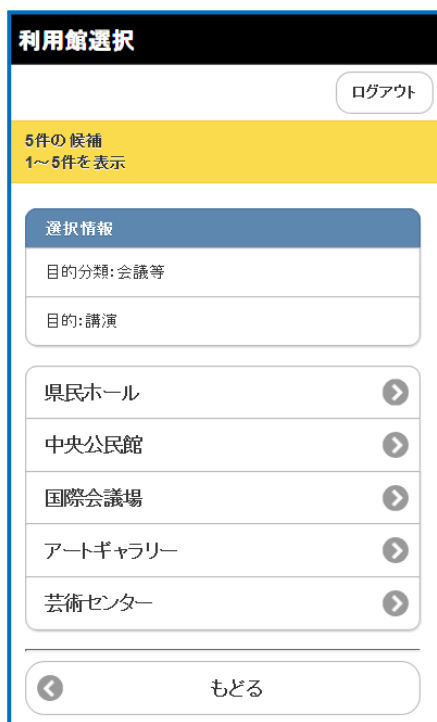 利用館選択
ログアウト
5件の候補
1～5件を表示
選択情報
目的分類:会議等
目的:講演
県民ホール
中央公民館
国際会議場
アートギャラリー
芸術センター
もどる